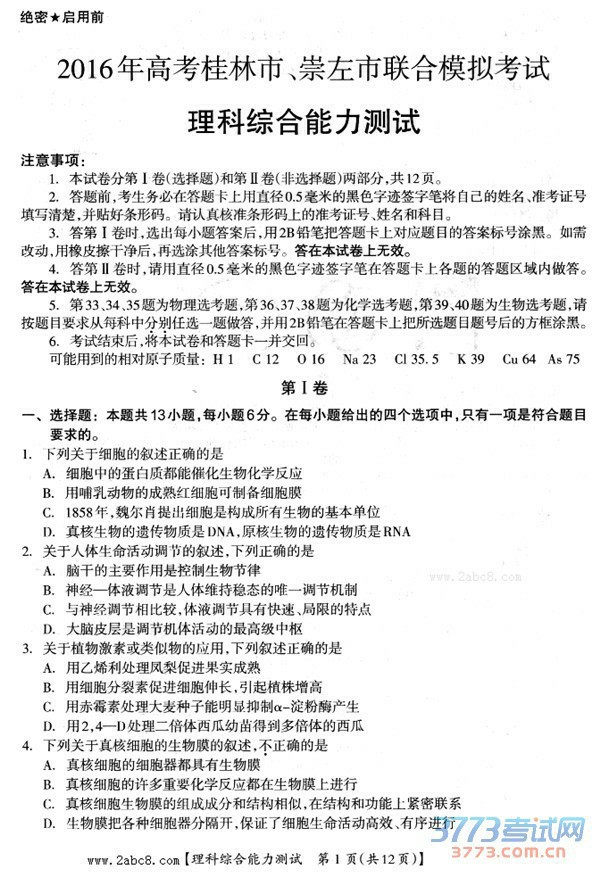 绝密★启用前
2016年高考桂林市、崇左市联合模拟考试
理科综合能力测试
注意事项：
1. 本试卷分第Ⅰ卷(选择题)和第Ⅱ卷(非选择题)两部分,共12页。
2. 答题前,考生务必在答题卡上用直径0.5毫米的黑色字迹签字笔将自己的姓名、准考证号
填写清楚,并贴好条形码。请认真核准条形码上的准考证号、姓名和科目。
3. 答第Ⅰ卷时,选出每小题答案后,用2B铅笔把答题卡上对应题目的答案标号涂黑。如需
改动,用橡皮擦干净后,再选涂其他答案标号。答在本试卷上无效。
4. 答第Ⅱ卷时,请用直径0.5毫米的黑色字迹签字笔在答题卡上各题的答题区域内做答。
答在本试卷上无效。
5. 第33、34、35题为物理选考题,第36、37、38题为化学选考题,第39、40题为生物选考题,请
按题目要求从每科中分别任选一题做答,并用2B铅笔在答题卡上把所选题目题号后的方框涂黑。
6. 考试结束后,将本试卷和答题卡一并交回。
可能用到的相对原子质量：H 1 C 12 O 16 Na 23 Cl 35.5 K 39 Cu 64 As 75
第Ⅰ卷
一、选择题：本题共13小题,每小题6分。在每小题给出的四个选项中,只有一项是符合题目
要求的。
1. 下列关于细胞的叙述正确的是
A. 细胞中的蛋白质都能催化生物化学反应
B. 用哺乳动物的成熟红细胞可制备细胞膜
C. 1858年,魏尔肖提出细胞是构成所有生物的基本单位
D. 真核生物的遗传物质是DNA,原核生物的遗传物质是RNA
2. 关于人体生命活动调节的叙述,下列正确的是
A. 脑干的主要作用是控制生物节律
B. 神经—体液调节是人体维持稳态的唯一调节机制
C. 与神经调节相比较,体液调节具有快速、局限的特点
D. 大脑皮层是调节机体活动的最高级中枢
www.2abc8.com
3. 关于植物激素或类似物的应用,下列叙述正确的是
A. 用乙烯利处理凤梨促进果实成熟
B. 用细胞分裂素促进细胞伸长,引起植株增高
C. 用赤霉素处理大麦种子能明显抑制α-淀粉酶产生
D. 用2,4—D处理二倍体西瓜幼苗得到多倍体的西瓜
4. 下列关于真核细胞的生物膜的叙述,不正确的是
A. 真核细胞的细胞器都具有生物膜
B. 真核细胞的许多重要化学反应都在生物膜上进行
C. 真核细胞生物膜的组成成分和结构相似,在结构和功能上紧密联系
D. 生物膜把各种细胞器分隔开,保证了细胞生命活动高效、有序进行
3773考试网
3773.com.cn
www.2abc8.com【理科综合能力测试 第1页(共12页)】